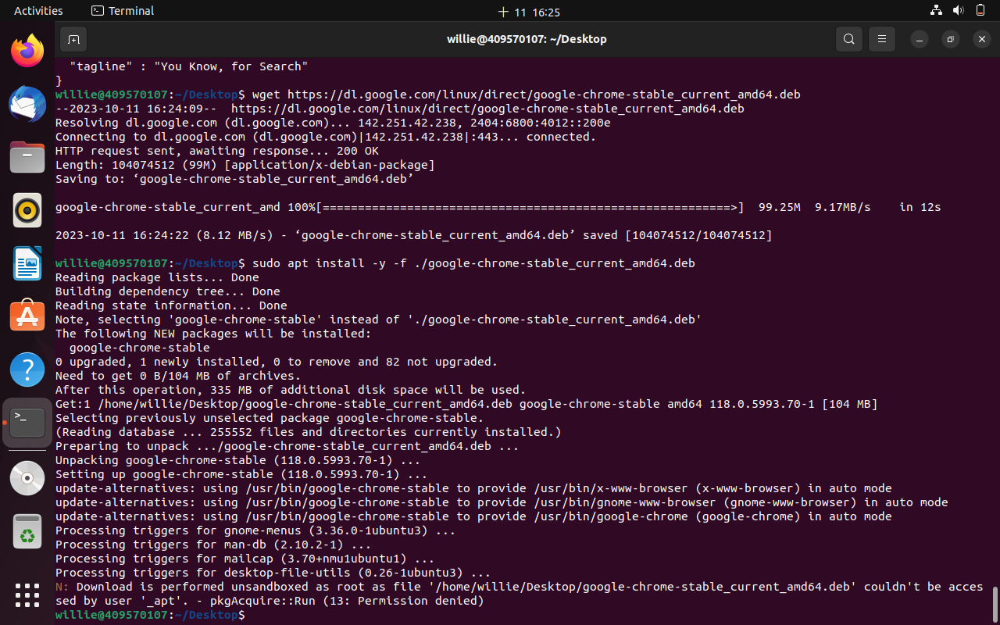 Activities
Terminal
11 16:25
willie@409570107: ~/Desktop
"tagline" : "You Know, for Search"
}
willie@409570107:~/Desktop$ wget https://dl.google.com/linux/direct/google-chrome-stable_current_amd64.deb
--2023-10-11 16:24:09--  https://dl.google.com/linux/direct/google-chrome-stable_current_amd64.deb
Resolving dl.google.com (dl.google.com)... 142.251.42.238, 2404:6800:4012::200e
Connecting to dl.google.com (dl.google.com)|142.251.42.238|:443... connected.
HTTP request sent, awaiting response... 200 OK
Length: 104074512 (99M) [application/x-debian-package]
Saving to: ‘google-chrome-stable_current_amd64.deb’
google-chrome-stable_current_amd 100%[==========================================================>]  99.25M  9.17MB/s    in 12s
2023-10-11 16:24:22 (8.12 MB/s) - ‘google-chrome-stable_current_amd64.deb’ saved [104074512/104074512]
willie@409570107:~/Desktop$ sudo apt install -y -f ./google-chrome-stable_current_amd64.deb
Reading package lists... Done
Building dependency tree... Done
Reading state information... Done
Note, selecting 'google-chrome-stable' instead of './google-chrome-stable_current_amd64.deb'
The following NEW packages will be installed:
google-chrome-stable
0 upgraded, 1 newly installed, 0 to remove and 82 not upgraded.
Need to get 0 B/104 MB of archives.
After this operation, 335 MB of additional disk space will be used.
Get:1 /home/willie/Desktop/google-chrome-stable_current_amd64.deb google-chrome-stable amd64 118.0.5993.70-1 [104 MB]
Selecting previously unselected package google-chrome-stable.
(Reading database ... 255552 files and directories currently installed.)
Preparing to unpack .../google-chrome-stable_current_amd64.deb ...
Unpacking google-chrome-stable (118.0.5993.70-1) ...
Setting up google-chrome-stable (118.0.5993.70-1) ...
update-alternatives: using /usr/bin/google-chrome-stable to provide /usr/bin/x-www-browser (x-www-browser) in auto mode
update-alternatives: using /usr/bin/google-chrome-stable to provide /usr/bin/gnome-www-browser (gnome-www-browser) in auto mode
update-alternatives: using /usr/bin/google-chrome-stable to provide /usr/bin/google-chrome (google-chrome) in auto mode
Processing triggers for gnome-menus (3.36.0-1ubuntu3) ...
Processing triggers for man-db (2.10.2-1) ...
Processing triggers for mailcap (3.70+nmu1ubuntu1) ...
Processing triggers for desktop-file-utils (0.26-1ubuntu3) ...
N: Download is performed unsandboxed as root as file '/home/willie/Desktop/google-chrome-stable_current_amd64.deb' couldn't be acces
sed by user '_apt'. - pkgAcquire::Run (13: Permission denied)
willie@409570107:~/Desktop$